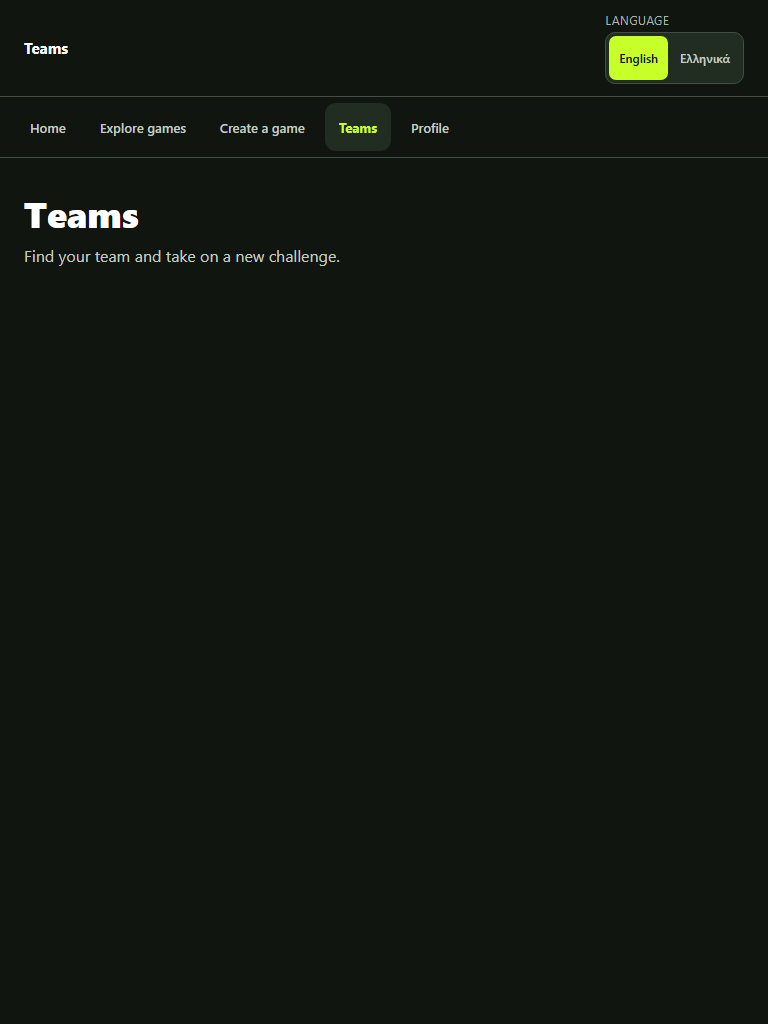 Teams
LANGUAGE
English Ελληνικά
Home Explore games Create a game Teams Profile
Teams
Find your team and take on a new challenge.